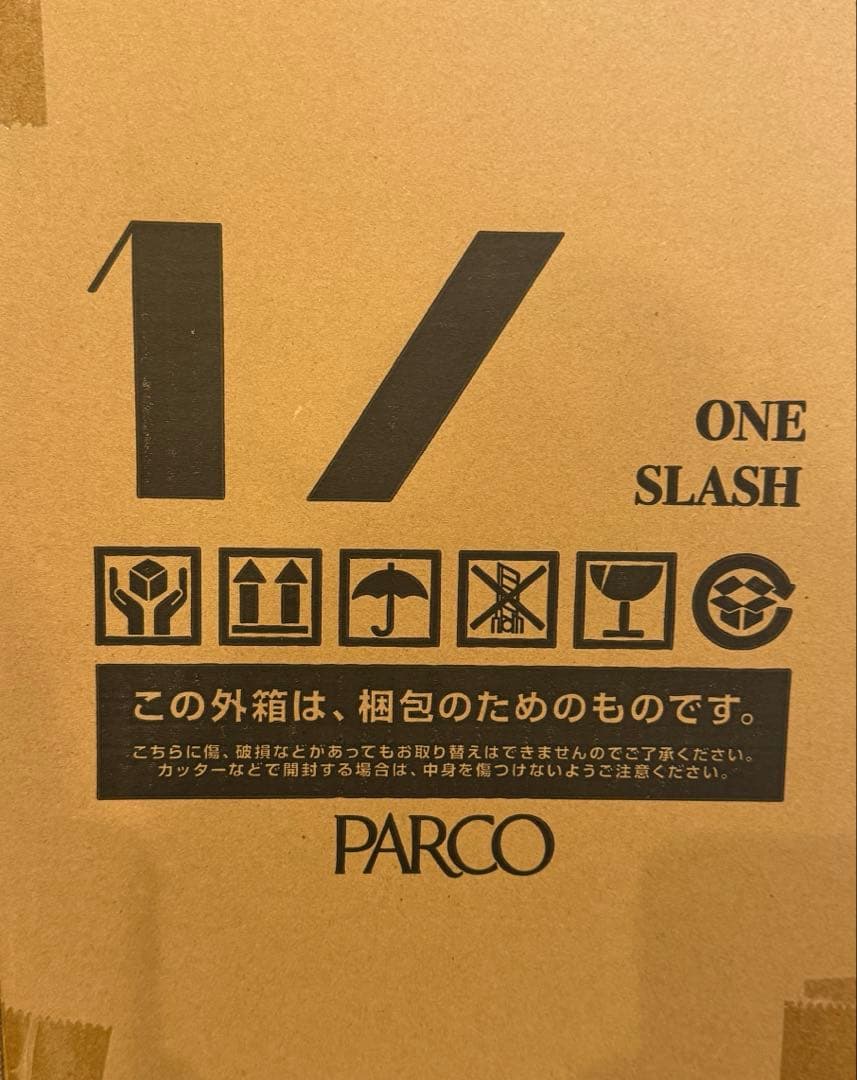 1/
ONE
SLASH
この外箱は、梱包のためのものです。
こちらに傷、破損などがあってもお取り替えはできませんのでご了承ください。
カッターなどで開封する場合は、中身を傷つけないようご注意ください。
PARCO